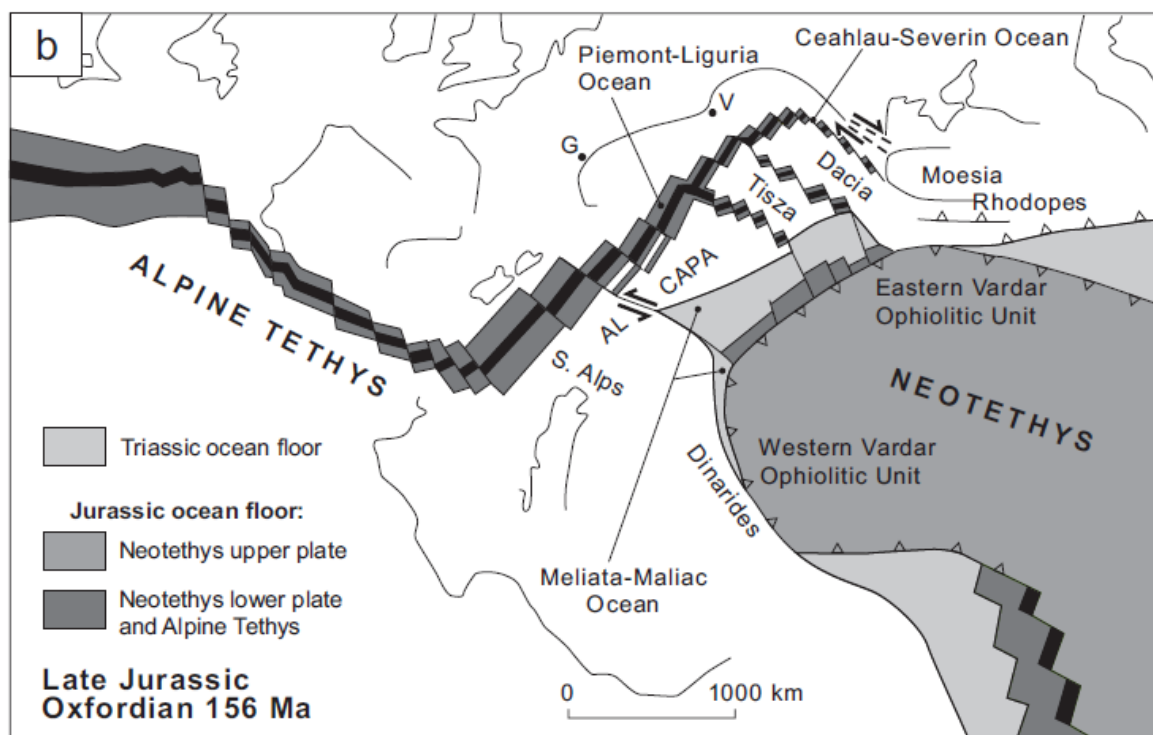 b
Piemont-Liguria
Ocean
Ceahlau-Severin Ocean
V
G
Dacia
Tisza
Moesia
Rhodopes
CAPA
AL
S. Alps
ALPINE TETHYS
Eastern Vardar
Ophiolitic Unit
NEOTETHYS
Western Vardar
Ophiolitic Unit
Dinarides
Meliata-Maliac
Ocean
Triassic ocean floor
Jurassic ocean floor:
Neotethys upper plate
Neotethys lower plate
and Alpine Tethys
Late Jurassic
Oxfordian 156 Ma
0 1000 km